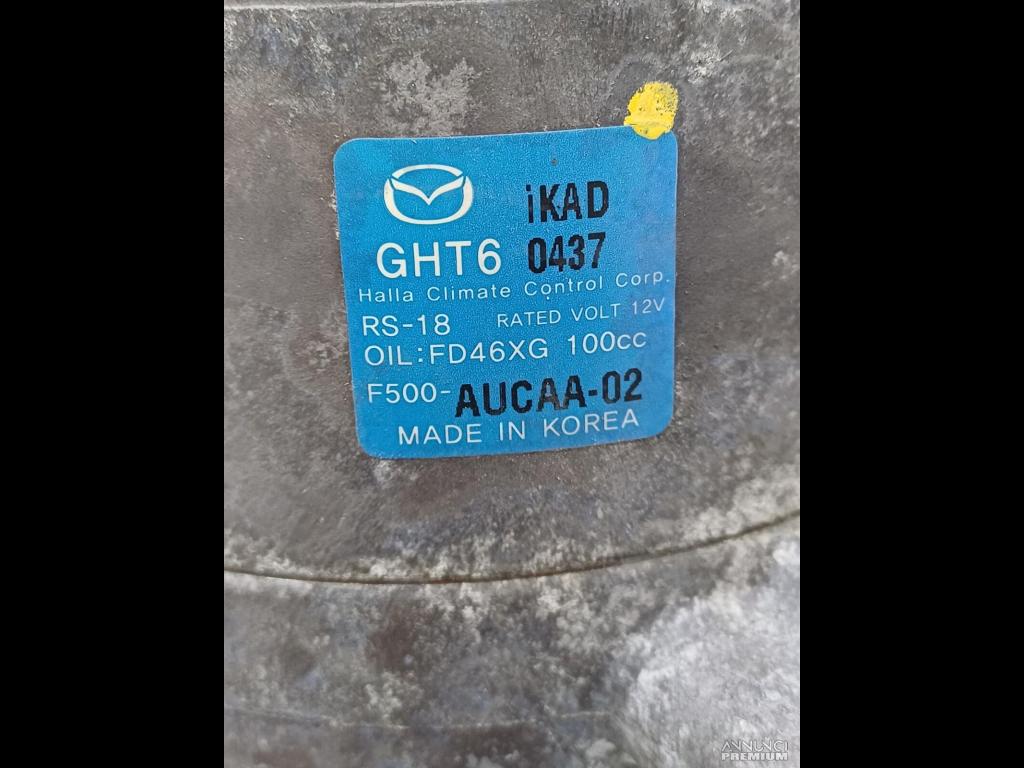 iKAD
GHT6 0437
Halla Climate Control Corp.
RS-18 RATED VOLT 12V
OIL:FD46XG 100cc
F500-AUCAA-02
MADE IN KOREA
ANNUNCI
PREMIUM